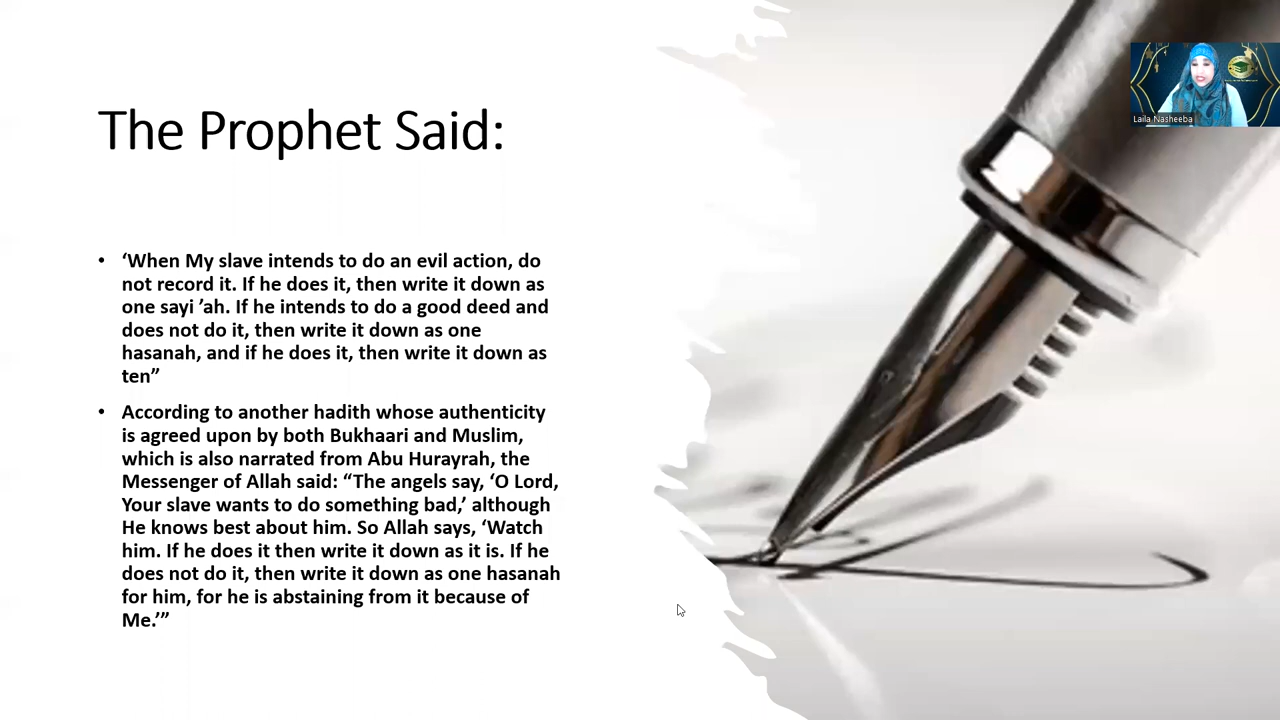 The Prophet Said:
• ‘When My slave intends to do an evil action, do
not record it. If he does it, then write it down as
one sayi ’ah. If he intends to do a good deed and
does not do it, then write it down as one
hasanah, and if he does it, then write it down as
ten”
• According to another hadith whose authenticity
is agreed upon by both Bukhaari and Muslim,
which is also narrated from Abu Hurayrah, the
Messenger of Allah said: “The angels say, ‘O Lord,
Your slave wants to do something bad,’ although
He knows best about him. So Allah says, ‘Watch
him. If he does it then write it down as it is. If he
does not do it, then write it down as one hasanah
for him, for he is abstaining from it because of
Me.’”
Laila Nasheeba